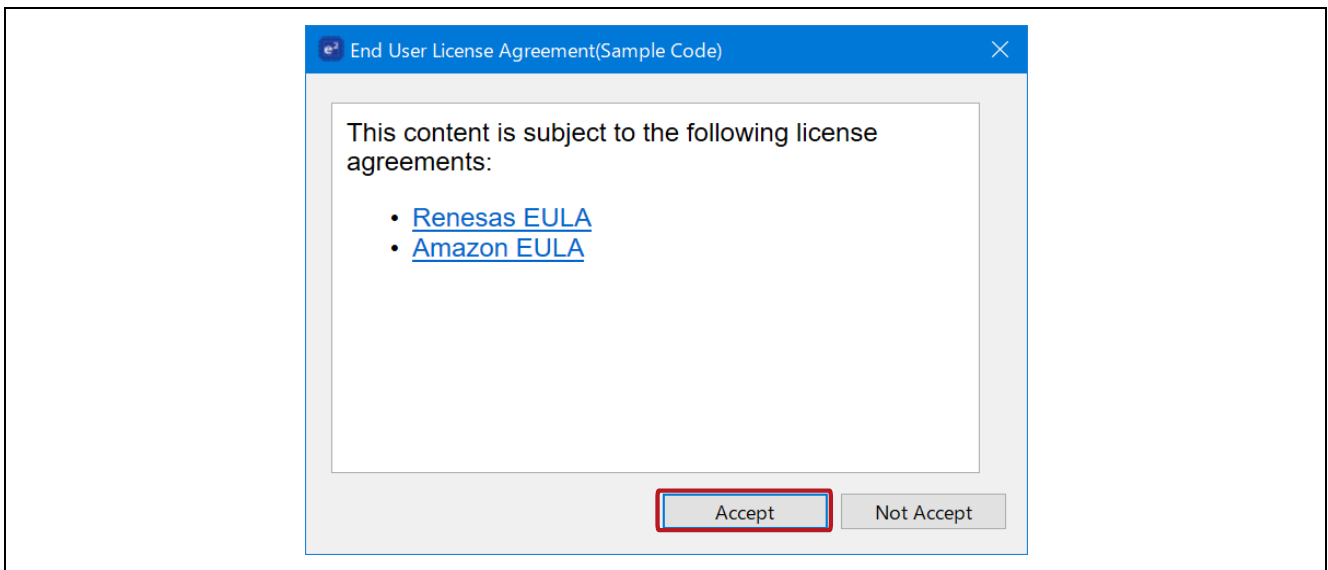 e² End User License Agreement(Sample Code)
This content is subject to the following license
agreements:
• Renesas EULA
• Amazon EULA
Accept Not Accept